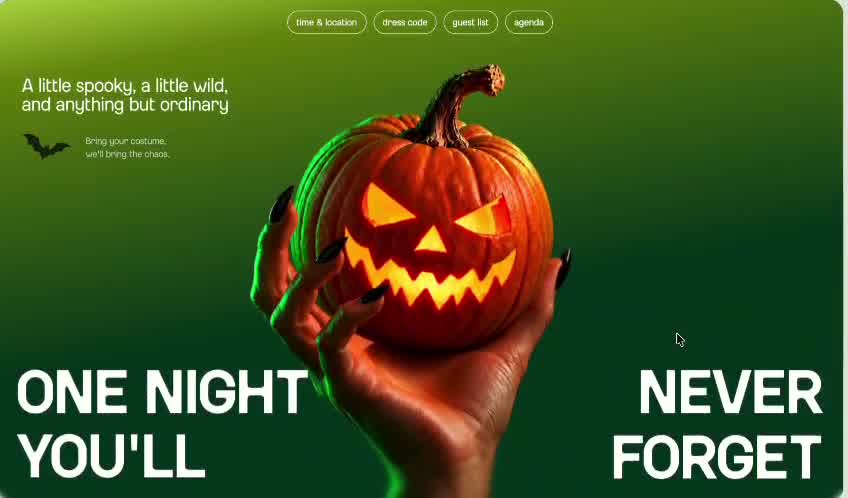 time & location
dress code
guest list
agenda
A little spooky, a little wild,
and anything but ordinary
Bring your costume,
we'll bring the chaos.
ONE NIGHT
YOU'LL
NEVER
FORGET